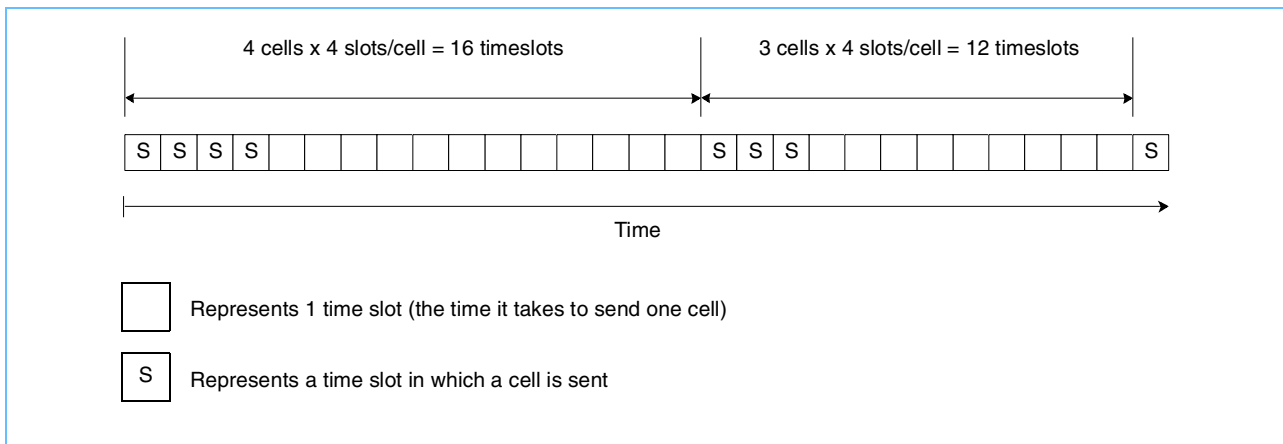 4 cells x 4 slots/cell = 16 timeslots 3 cells x 4 slots/cell = 12 timeslots
S S S S S S S S
Time
Represents 1 time slot (the time it takes to send one cell)
S Represents a time slot in which a cell is sent